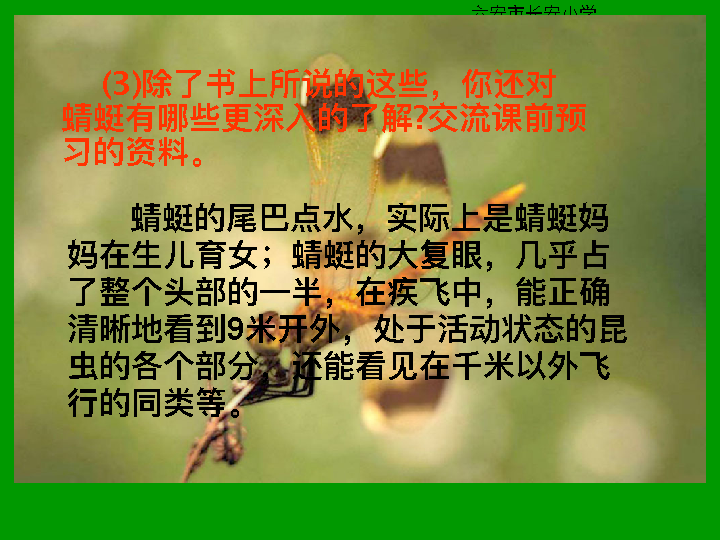 六安市长安小学
(3)除了书上所说的这些，你还对
蜻蜓有哪些更深入的了解?交流课前预
习的资料。
蜻蜓的尾巴点水，实际上是蜻蜓妈
妈在生儿育女；蜻蜓的大复眼，几乎占
了整个头部的一半，在疾飞中，能正确
清晰地看到9米开外，处于活动状态的昆
虫的各个部分，还能看见在千米以外飞
行的同类等。